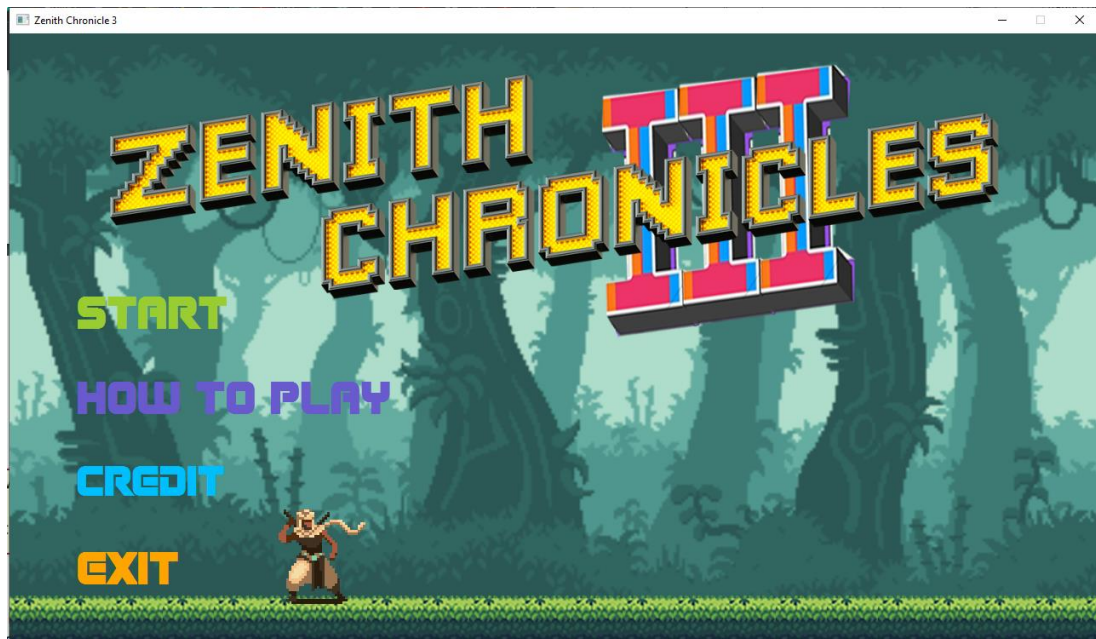 Zenith Chronicle 3
ZENITH
III
CHRONICLES
START
HOW TO PLAY
CREDIT
EXIT